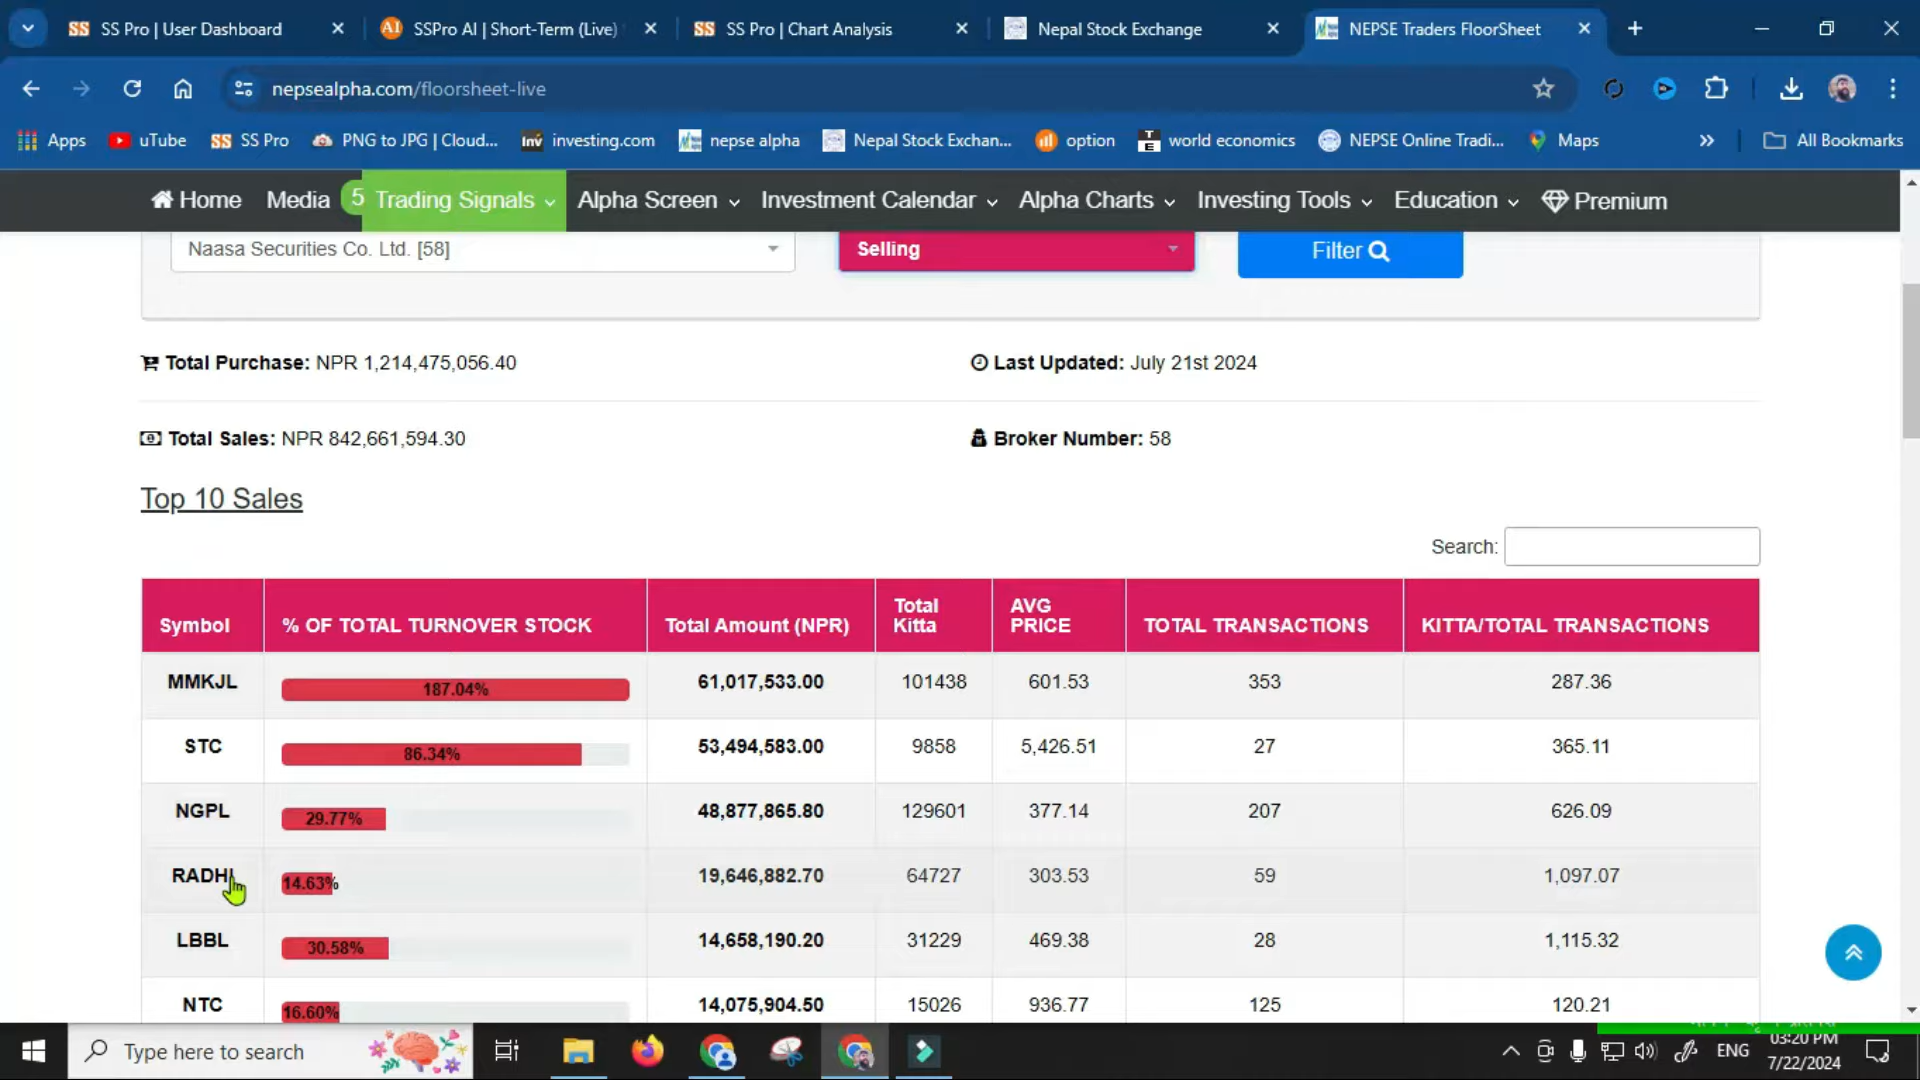 SS Pro | User Dashboard
SSPro AI | Short-Term (Live)
SS Pro | Chart Analysis
Nepal Stock Exchange
NEPSE Traders FloorSheet
nepsealpha.com/floorsheet-live
Apps
uTube
SS Pro
PNG to JPG | Cloud...
investing.com
nepse alpha
Nepal Stock Exchan...
option
world economics
NEPSE Online Tradi...
Maps
All Bookmarks
Home
Media
5
Trading Signals
Alpha Screen
Investment Calendar
Alpha Charts
Investing Tools
Education
Premium
Naasa Securities Co. Ltd. [58]
Selling
Filter
Total Purchase: NPR 1,214,475,056.40
Last Updated: July 21st 2024
Total Sales: NPR 842,661,594.30
Broker Number: 58
Top 10 Sales
Search:
Symbol % OF TOTAL TURNOVER STOCK Total Amount (NPR) Total Kitta AVG PRICE TOTAL TRANSACTIONS KITTA/TOTAL TRANSACTIONS
MMKJL 187.04% 61,017,533.00 101438 601.53 353 287.36
STC 86.34% 53,494,583.00 9858 5,426.51 27 365.11
NGPL 29.77% 48,877,865.80 129601 377.14 207 626.09
RADHI 14.63% 19,646,882.70 64727 303.53 59 1,097.07
LBBL 30.58% 14,658,190.20 31229 469.38 28 1,115.32
NTC 16.60% 14,075,904.50 15026 936.77 125 120.21
Type here to search
ENG
03:20 PM
7/22/2024